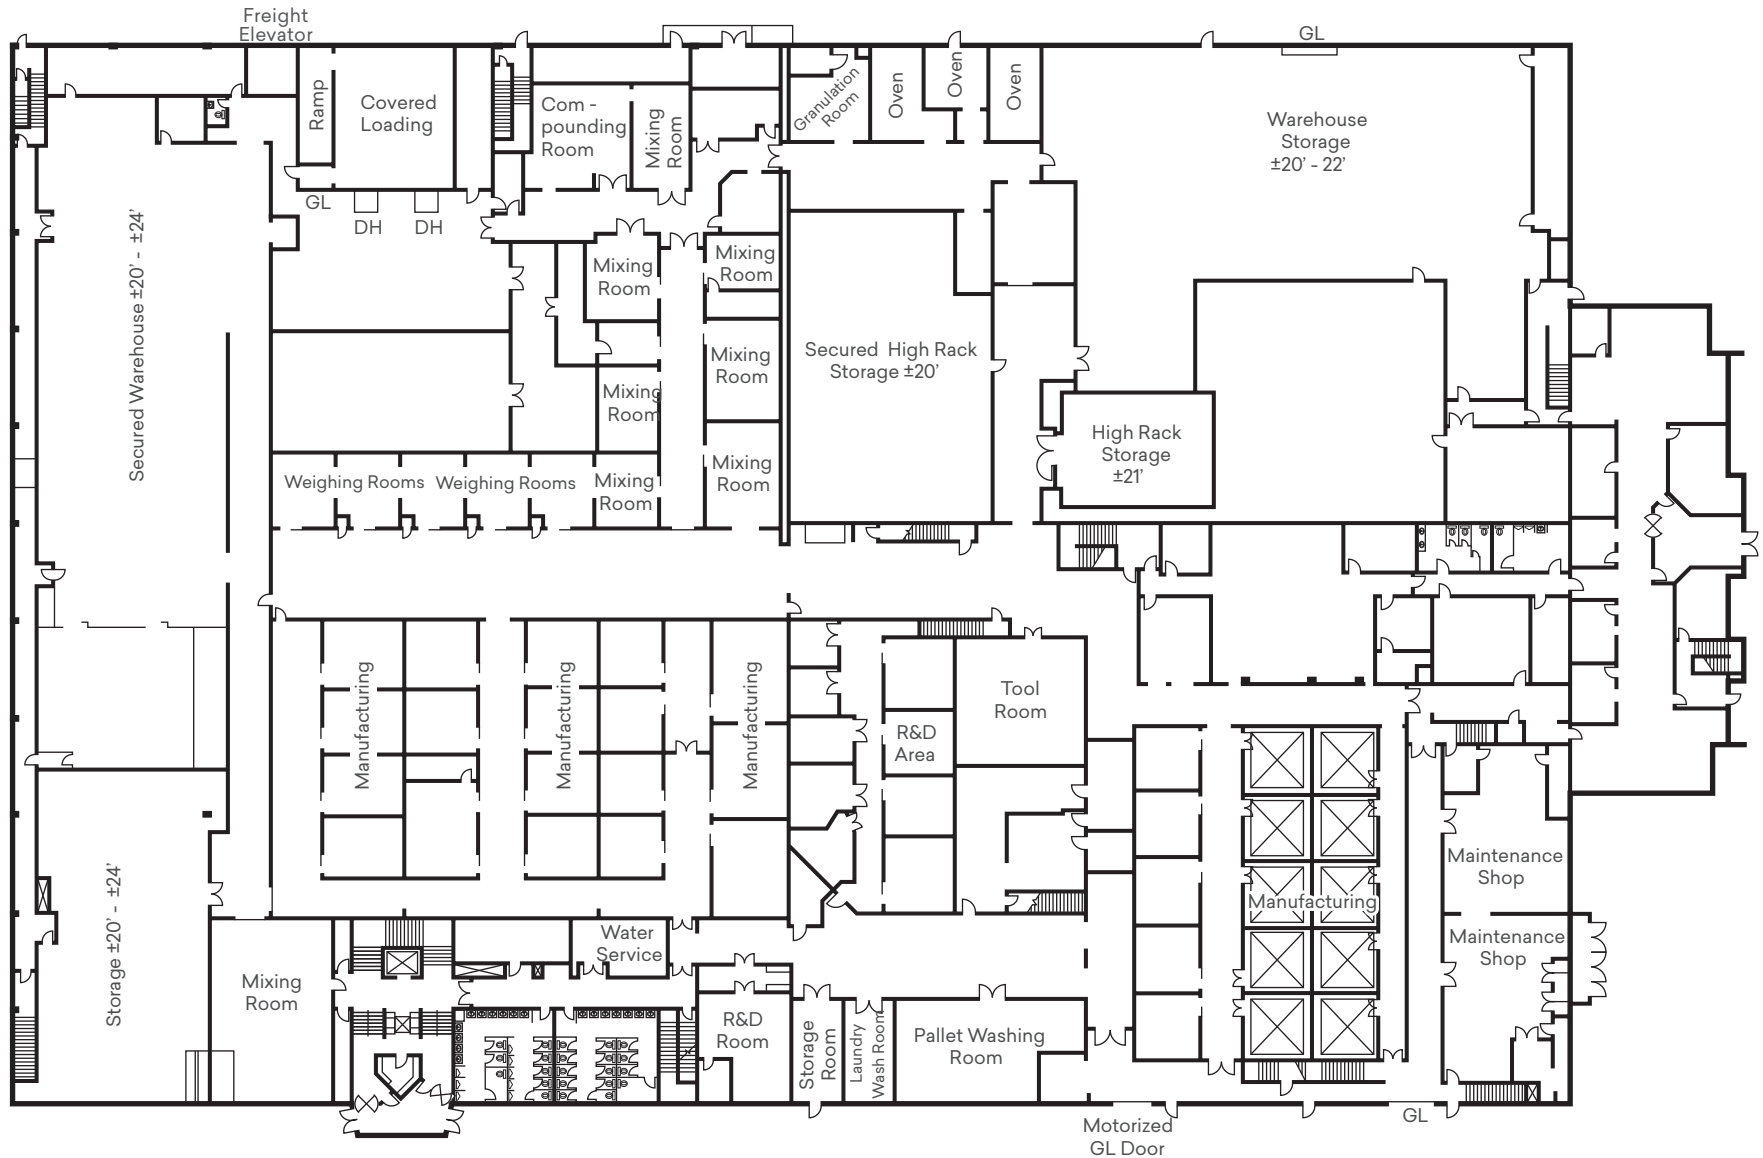 Freight
Elevator
GL
Ramp
Covered
Loading
Com -
pounding
Room
Mixing
Room
Granulation
Room
Oven
Oven
Oven
Warehouse
Storage
±20' - 22'
GL
DH
DH
Secured Warehouse ±20' - ±24'
Mixing
Room
Mixing
Room
Secured High Rack
Storage ±20'
Mixing
Room
Mixing
Room
High Rack
Storage
±21'
Weighing Rooms
Weighing Rooms
Mixing
Room
Mixing
Room
Manufacturing
Manufacturing
Manufacturing
R&D
Area
Tool
Room
Maintenance
Shop
Manufacturing
Maintenance
Shop
Storage ±20' - ±24'
Mixing
Room
Water
Service
R&D
Room
Storage
Room
Laundry
Wash Room
Pallet Washing
Room
Motorized
GL Door
GL